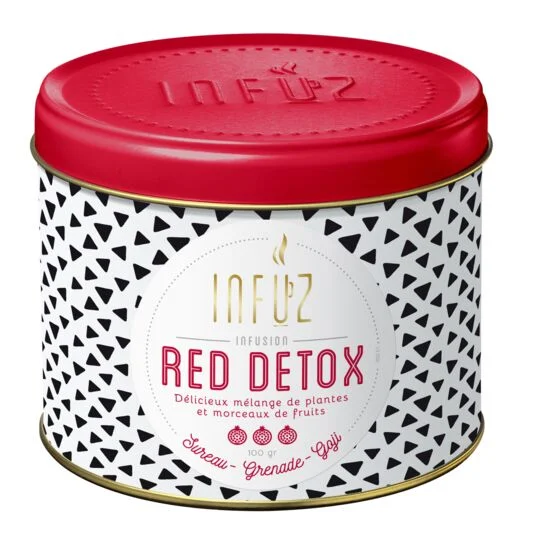 INFUZ
INFUZ
INFUSION
RED DETOX
Délicieux mélange de plantes
et morceaux de fruits
100 gr
Sureau - Grenade - Goji